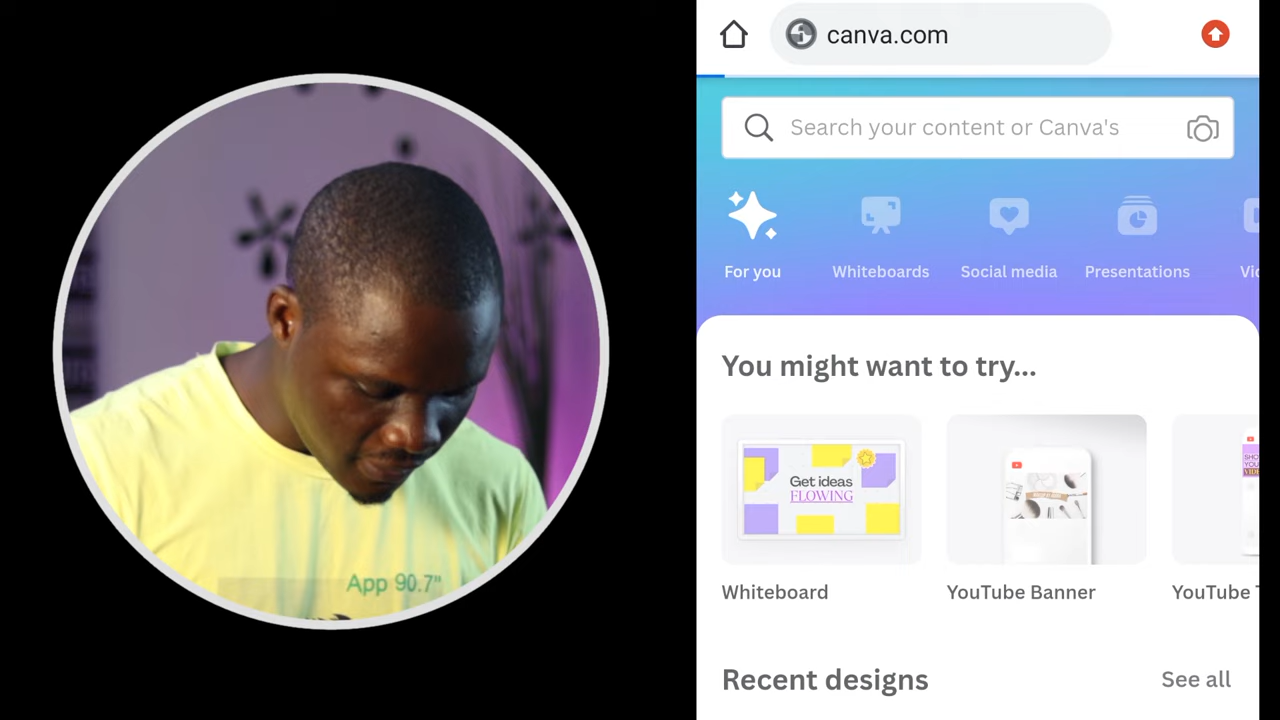 App 90.7"
canva.com
Search your content or Canva's
For you
Whiteboards
Social media
Presentations
You might want to try...
Get ideas
FLOWING
Whiteboard
YouTube Banner
YouTube
Recent designs
See all